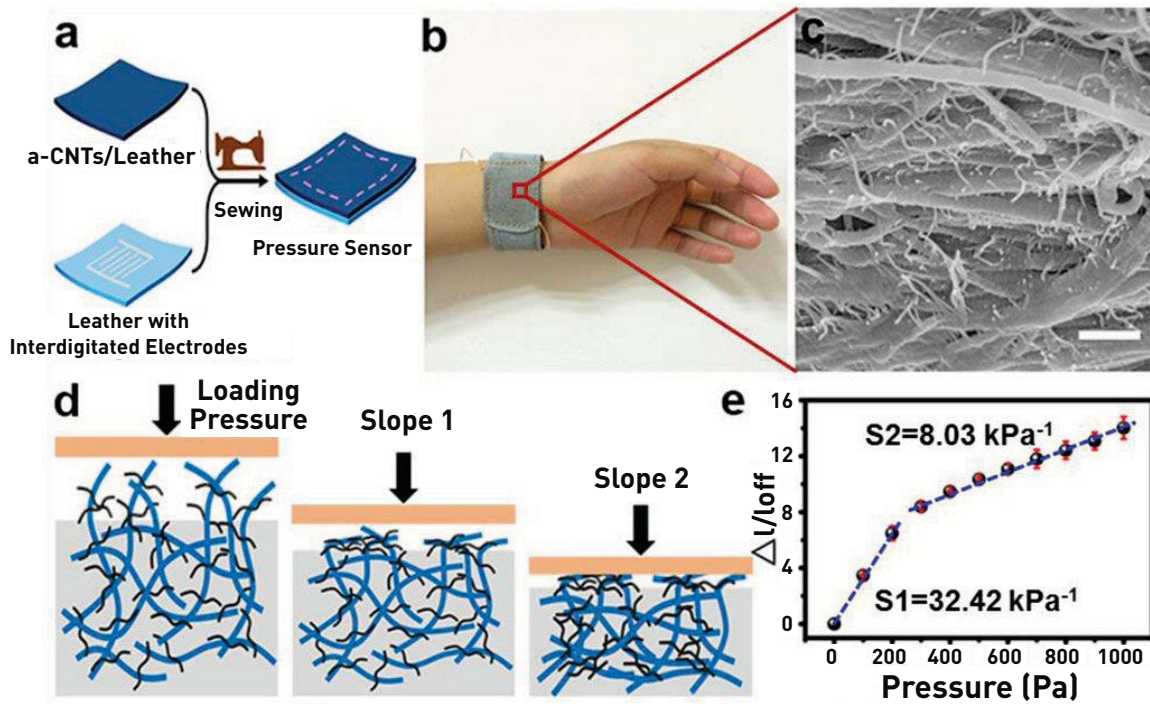 a
a-CNTs/Leather
Sewing
Pressure Sensor
Leather with
Interdigitated Electrodes
b
c
d
Loading
Pressure
Slope 1
Slope 2
e
△I/Ioff
16
12
8
4
0
S2=8.03 kPa⁻¹
S1=32.42 kPa⁻¹
0 200 400 600 800 1000
Pressure (Pa)